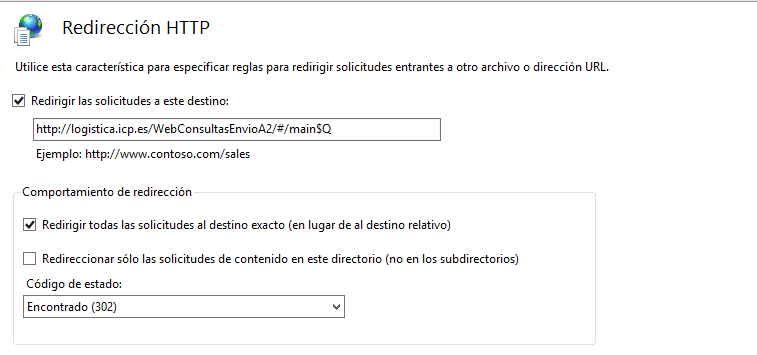 Redirección HTTP
Utilice esta característica para especificar reglas para redirigir solicitudes entrantes a otro archivo o dirección URL.
Redirigir las solicitudes a este destino:
http://logistica.icp.es/WebConsultasEnvioA2/#/main$Q
Ejemplo: http://www.contoso.com/sales
Comportamiento de redirección
Redirigir todas las solicitudes al destino exacto (en lugar de al destino relativo)
Redireccionar sólo las solicitudes de contenido en este directorio (no en los subdirectorios)
Código de estado:
Encontrado (302)